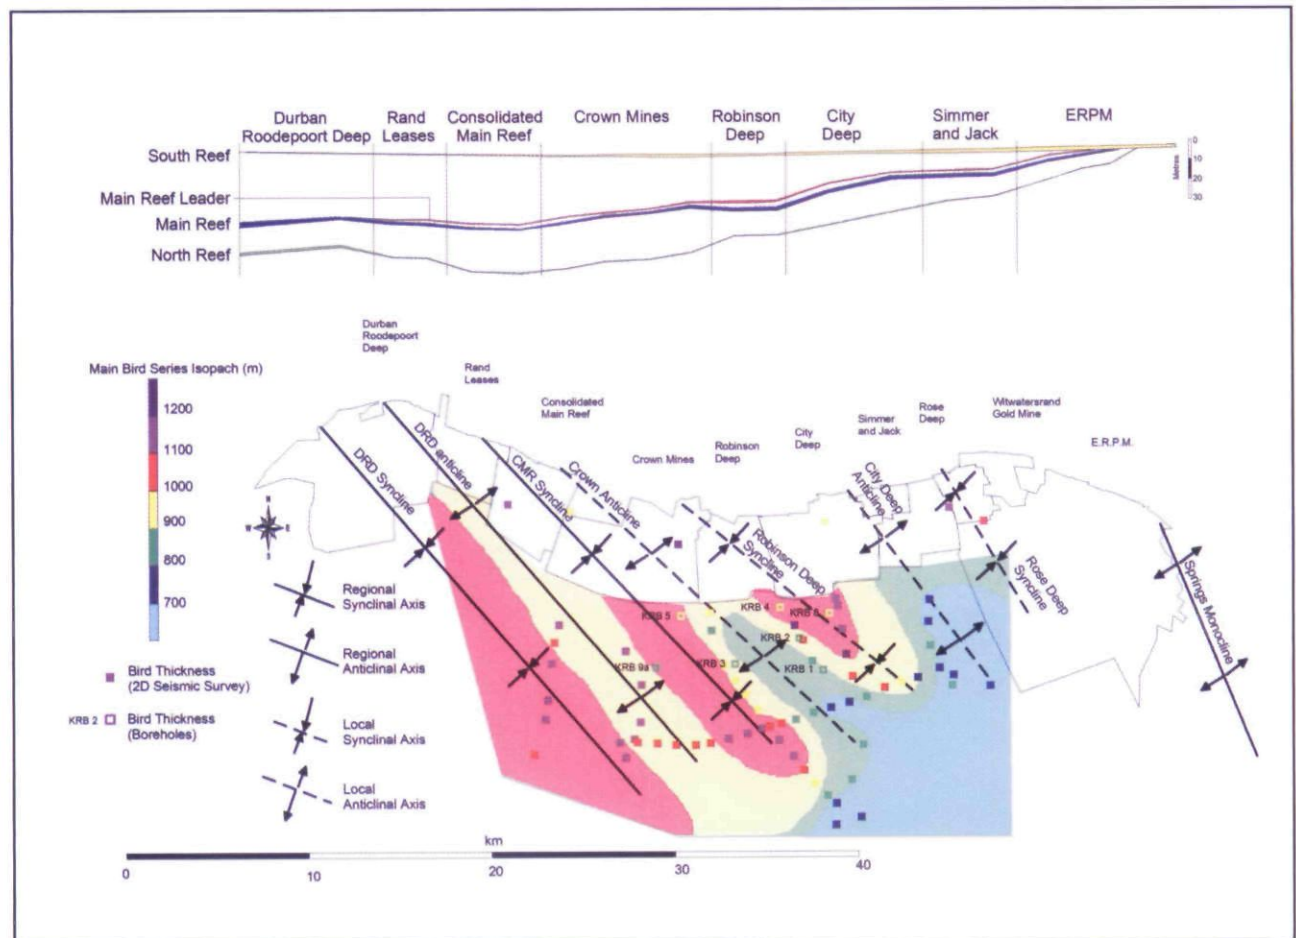 Durban
Roodepoort Deep
Rand
Leases
Consolidated
Main Reef
Crown Mines
Robinson
Deep
City
Deep
Simmer
and Jack
ERPM
South Reef
Main Reef Leader
Main Reef
North Reef
Metres
0
10
20
30
Durban
Roodepoort
Deep
Rand
Leases
Consolidated
Main Reef
Crown Mines
Robinson
Deep
City
Deep
Simmer
and Jack
Rose
Deep
Witwatersrand
Gold Mine
E.R.P.M.
Main Bird Series Isopach (m)
1200
1100
1000
900
800
700
W
E
DRD Syncline
DRD anticline
CMR Syncline
Crown Anticline
Robinson Deep
Syncline
City Deep
Anticline
Rose Deep
Syncline
Springs Monocline
KRB 5
KRB 4
KRB 2
KRB 9a
KRB 3
KRB 1
Regional
Synclinal Axis
Regional
Anticlinal Axis
Local
Synclinal Axis
Local
Anticlinal Axis
Bird Thickness
(2D Seismic Survey)
KRB 2
Bird Thickness
(Boreholes)
km
0
10
20
30
40